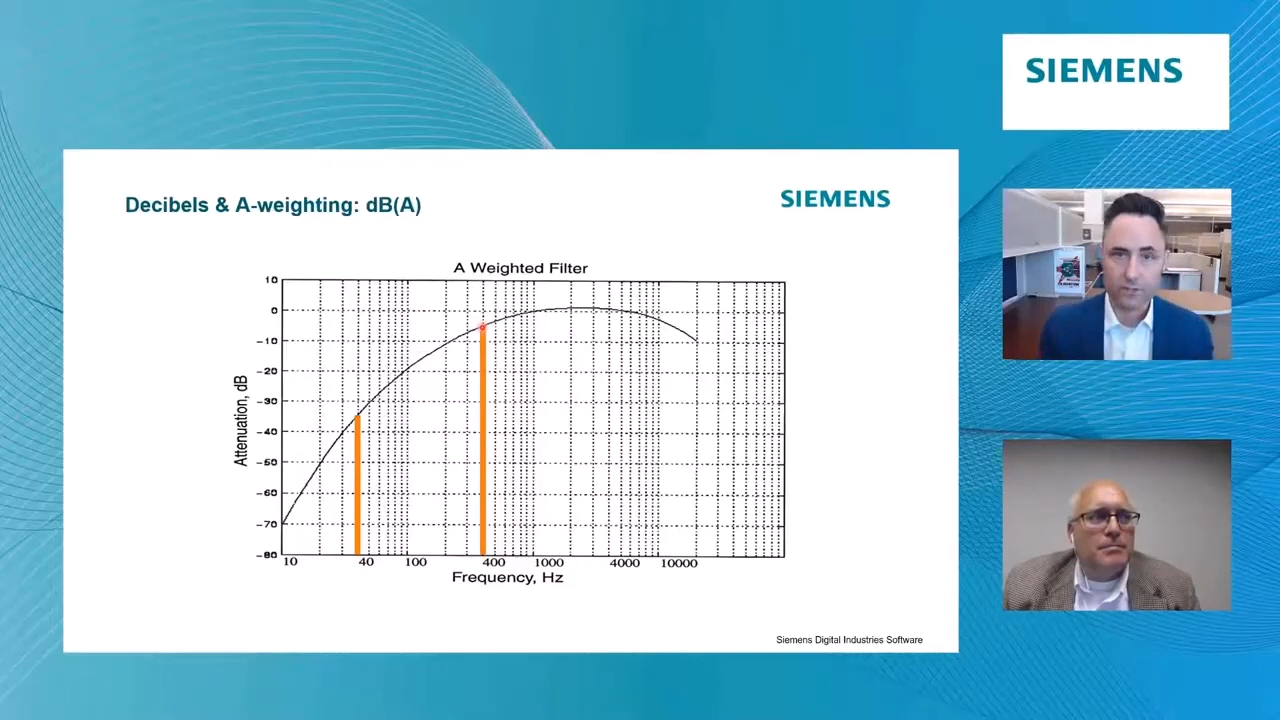 SIEMENS
Decibels & A-weighting: dB(A)
SIEMENS
A Weighted Filter
10
0
-10
-20
-30
-40
-50
-60
-70
-80
Attenuation, dB
10 40 100 400 1000 4000 10000
Frequency, Hz
Siemens Digital Industries Software